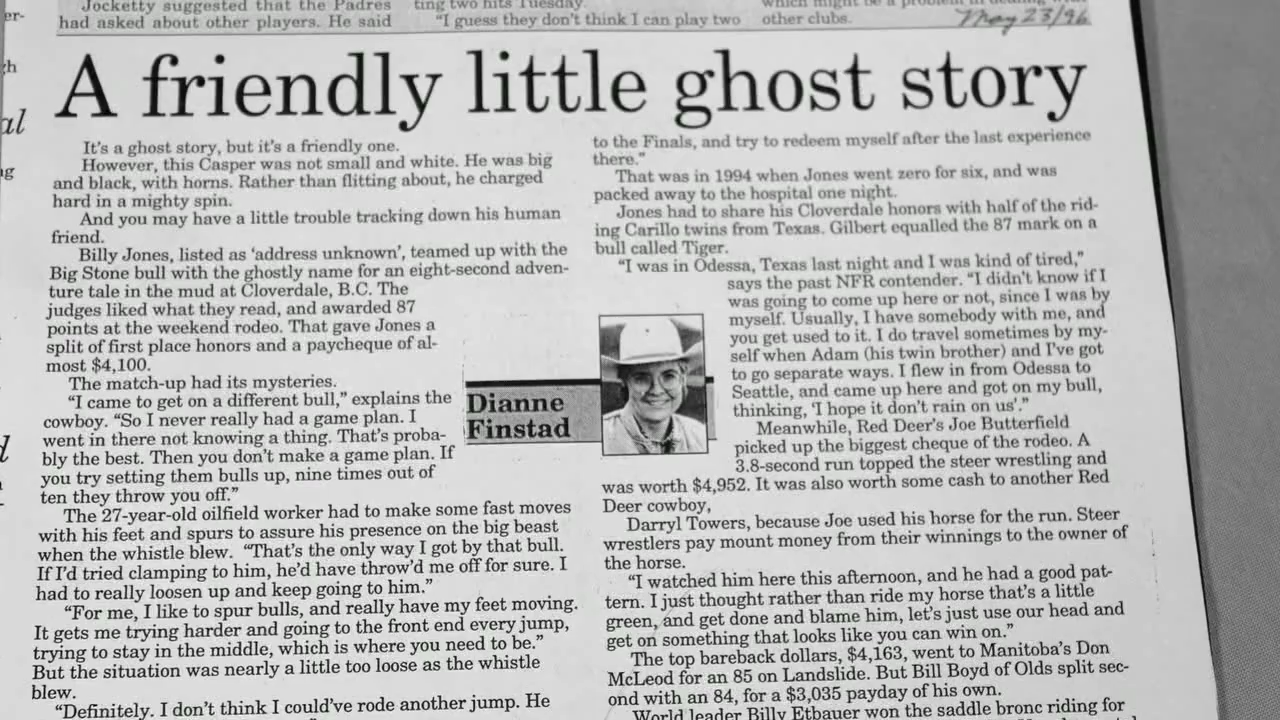 er-
gh
al
ng
d
Jocketty suggested that the Padres
had asked about other players. He said
ting two hits Tuesday.
"I guess they don't think I can play two
which might be a problem in dealing with
other clubs.
May 23/96
A friendly little ghost story
It's a ghost story, but it's a friendly one.
However, this Casper was not small and white. He was big
and black, with horns. Rather than flitting about, he charged
hard in a mighty spin.
And you may have a little trouble tracking down his human
friend.
Billy Jones, listed as 'address unknown', teamed up with the
Big Stone bull with the ghostly name for an eight-second adven-
ture tale in the mud at Cloverdale, B.C. The
judges liked what they read, and awarded 87
points at the weekend rodeo. That gave Jones a
split of first place honors and a paycheque of al-
most $4,100.
The match-up had its mysteries.
"I came to get on a different bull," explains the
cowboy. "So I never really had a game plan. I
went in there not knowing a thing. That's proba-
bly the best. Then you don't make a game plan. If
you try setting them bulls up, nine times out of
ten they throw you off."
The 27-year-old oilfield worker had to make some fast moves
with his feet and spurs to assure his presence on the big beast
when the whistle blew. "That's the only way I got by that bull.
If I'd tried clamping to him, he'd have throw'd me off for sure. I
had to really loosen up and keep going to him."
"For me, I like to spur bulls, and really have my feet moving.
It gets me trying harder and going to the front end every jump,
trying to stay in the middle, which is where you need to be."
But the situation was nearly a little too loose as the whistle
blew.
"Definitely. I don't think I could've rode another jump. He
Dianne
Finstad
to the Finals, and try to redeem myself after the last experience
there."
That was in 1994 when Jones went zero for six, and was
packed away to the hospital one night.
Jones had to share his Cloverdale honors with half of the rid-
ing Carillo twins from Texas. Gilbert equalled the 87 mark on a
bull called Tiger.
"I was in Odessa, Texas last night and I was kind of tired,"
says the past NFR contender. "I didn't know if I
was going to come up here or not, since I was by
myself. Usually, I have somebody with me, and
you get used to it. I do travel sometimes by my-
self when Adam (his twin brother) and I've got
to go separate ways. I flew in from Odessa to
Seattle, and came up here and got on my bull,
thinking, 'I hope it don't rain on us'."
Meanwhile, Red Deer's Joe Butterfield
picked up the biggest cheque of the rodeo. A
3.8-second run topped the steer wrestling and
was worth $4,952. It was also worth some cash to another Red
Deer cowboy,
Darryl Towers, because Joe used his horse for the run. Steer
wrestlers pay mount money from their winnings to the owner of
the horse.
"I watched him here this afternoon, and he had a good pat-
tern. I just thought rather than ride my horse that's a little
green, and get done and blame him, let's just use our head and
get on something that looks like you can win on."
The top bareback dollars, $4,163, went to Manitoba's Don
McLeod for an 85 on Landslide. But Bill Boyd of Olds split sec-
ond with an 84, for a $3,035 payday of his own.
World leader Billy Etbauer won the saddle bronc riding for